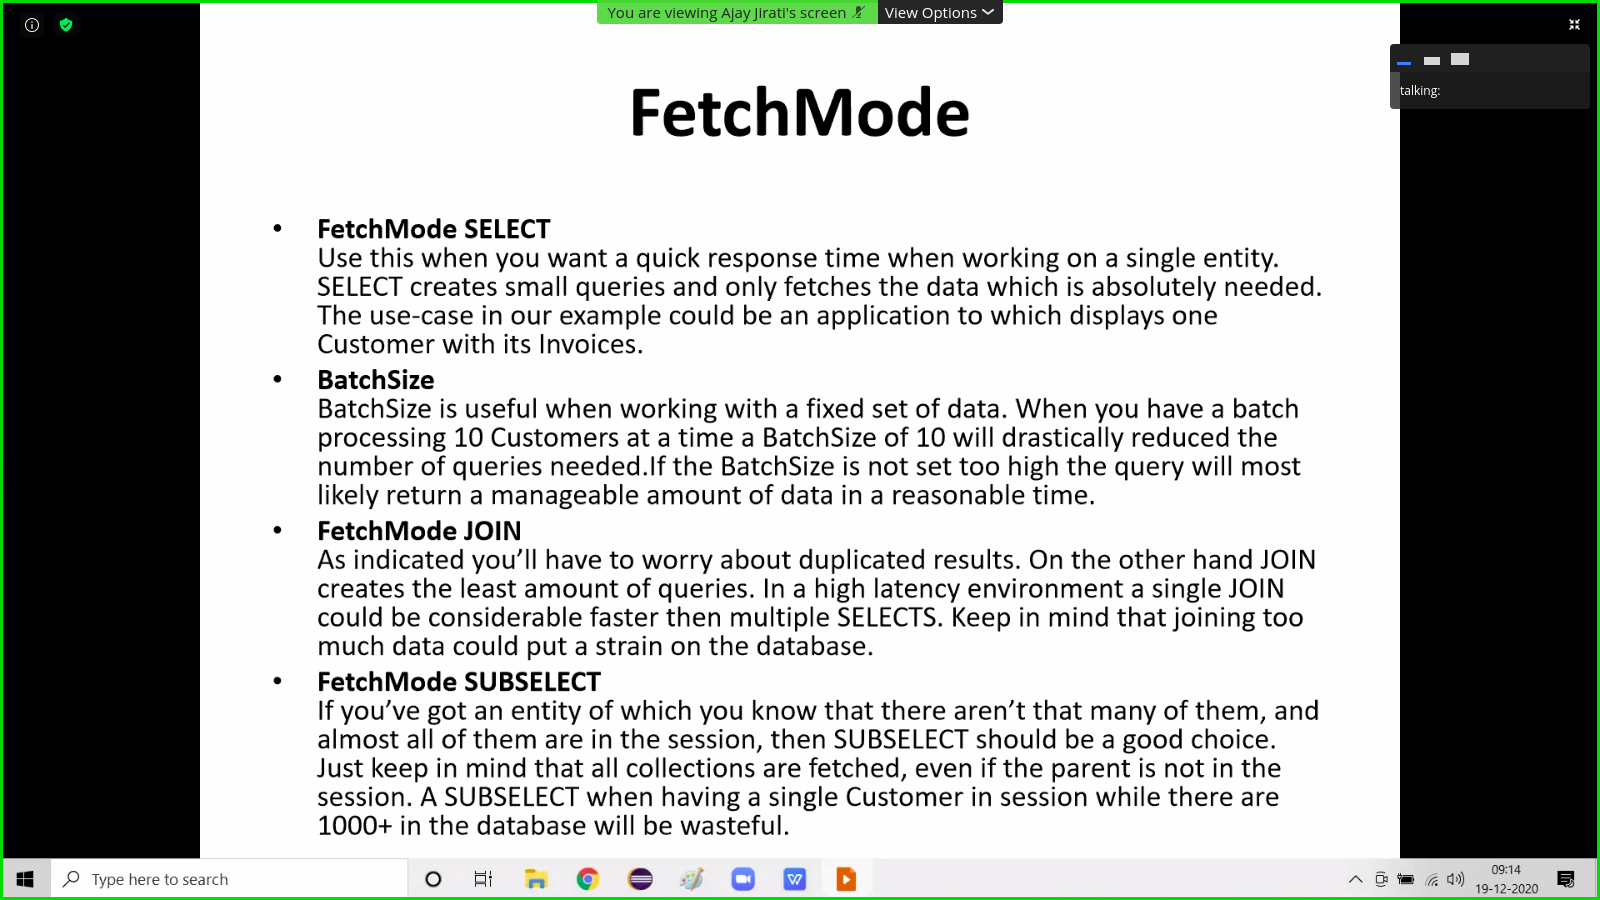 You are viewing Ajay Jirati's screen
View Options
talking:
FetchMode
• FetchMode SELECT
Use this when you want a quick response time when working on a single entity.
SELECT creates small queries and only fetches the data which is absolutely needed.
The use-case in our example could be an application to which displays one
Customer with its Invoices.
• BatchSize
BatchSize is useful when working with a fixed set of data. When you have a batch
processing 10 Customers at a time a BatchSize of 10 will drastically reduced the
number of queries needed.If the BatchSize is not set too high the query will most
likely return a manageable amount of data in a reasonable time.
• FetchMode JOIN
As indicated you’ll have to worry about duplicated results. On the other hand JOIN
creates the least amount of queries. In a high latency environment a single JOIN
could be considerable faster then multiple SELECTS. Keep in mind that joining too
much data could put a strain on the database.
• FetchMode SUBSELECT
If you’ve got an entity of which you know that there aren’t that many of them, and
almost all of them are in the session, then SUBSELECT should be a good choice.
Just keep in mind that all collections are fetched, even if the parent is not in the
session. A SUBSELECT when having a single Customer in session while there are
1000+ in the database will be wasteful.
Type here to search
09:14
19-12-2020